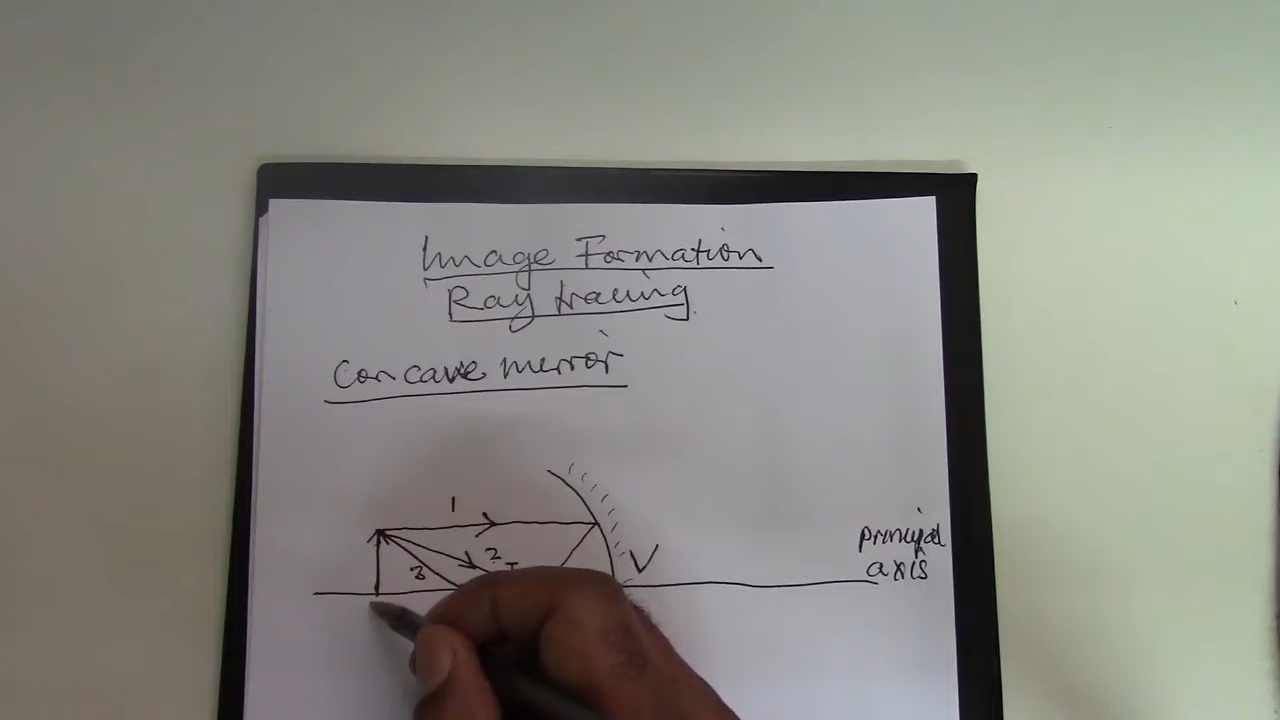 Image Formation
Ray tracing
Concave mirror
1
2
3
V
principal
axis